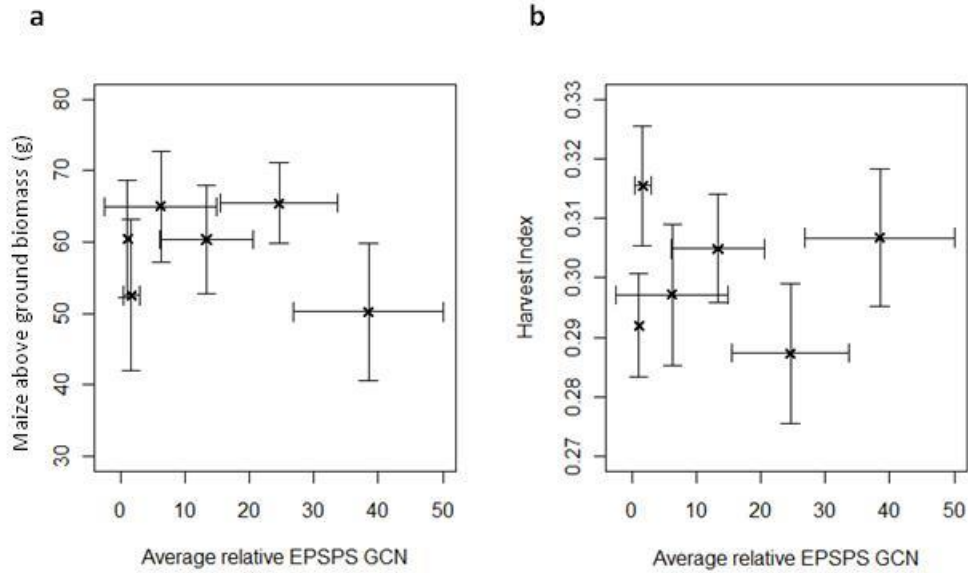 a
80
70
60
50
40
30
Maize above ground biomass (g)
0 10 20 30 40 50
Average relative EPSPS GCN
b
0.33
0.32
0.31
0.30
0.29
0.28
0.27
Harvest Index
0 10 20 30 40 50
Average relative EPSPS GCN